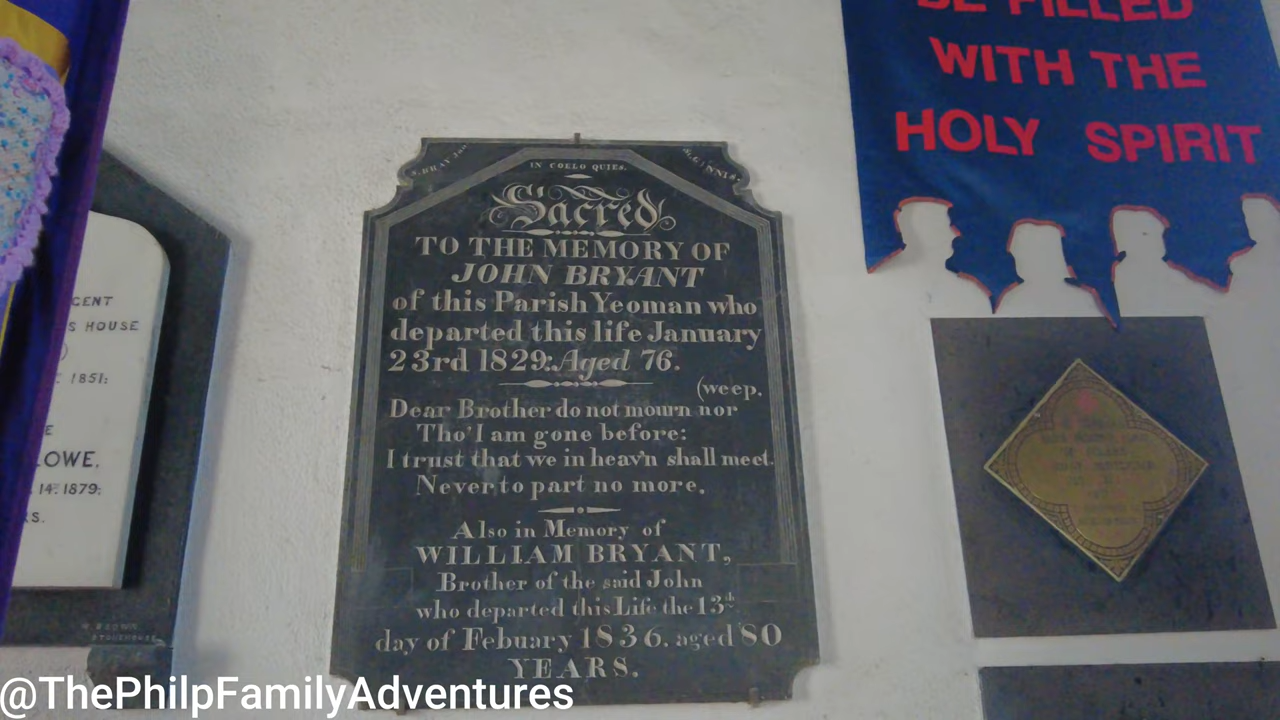 BE FILLED
WITH THE
HOLY SPIRIT
IN COELO QUIES.
Sacred
TO THE MEMORY OF
JOHN BRYANT
of this Parish Yeoman who
departed this life January
23rd 1829: Aged 76.
(weep.
Dear Brother do not mourn nor
Tho' I am gone before:
I trust that we in heav'n shall meet.
Never to part no more.
Also in Memory of
WILLIAM BRYANT,
Brother of the said John
who departed this Life the 13th
day of Febuary 1836. aged 80
YEARS.
CENT
S HOUSE
1851:
E
LOWE,
14. 1879;
RS.
W. BROWN
STONEHOUSE
@ThePhilpFamilyAdventures